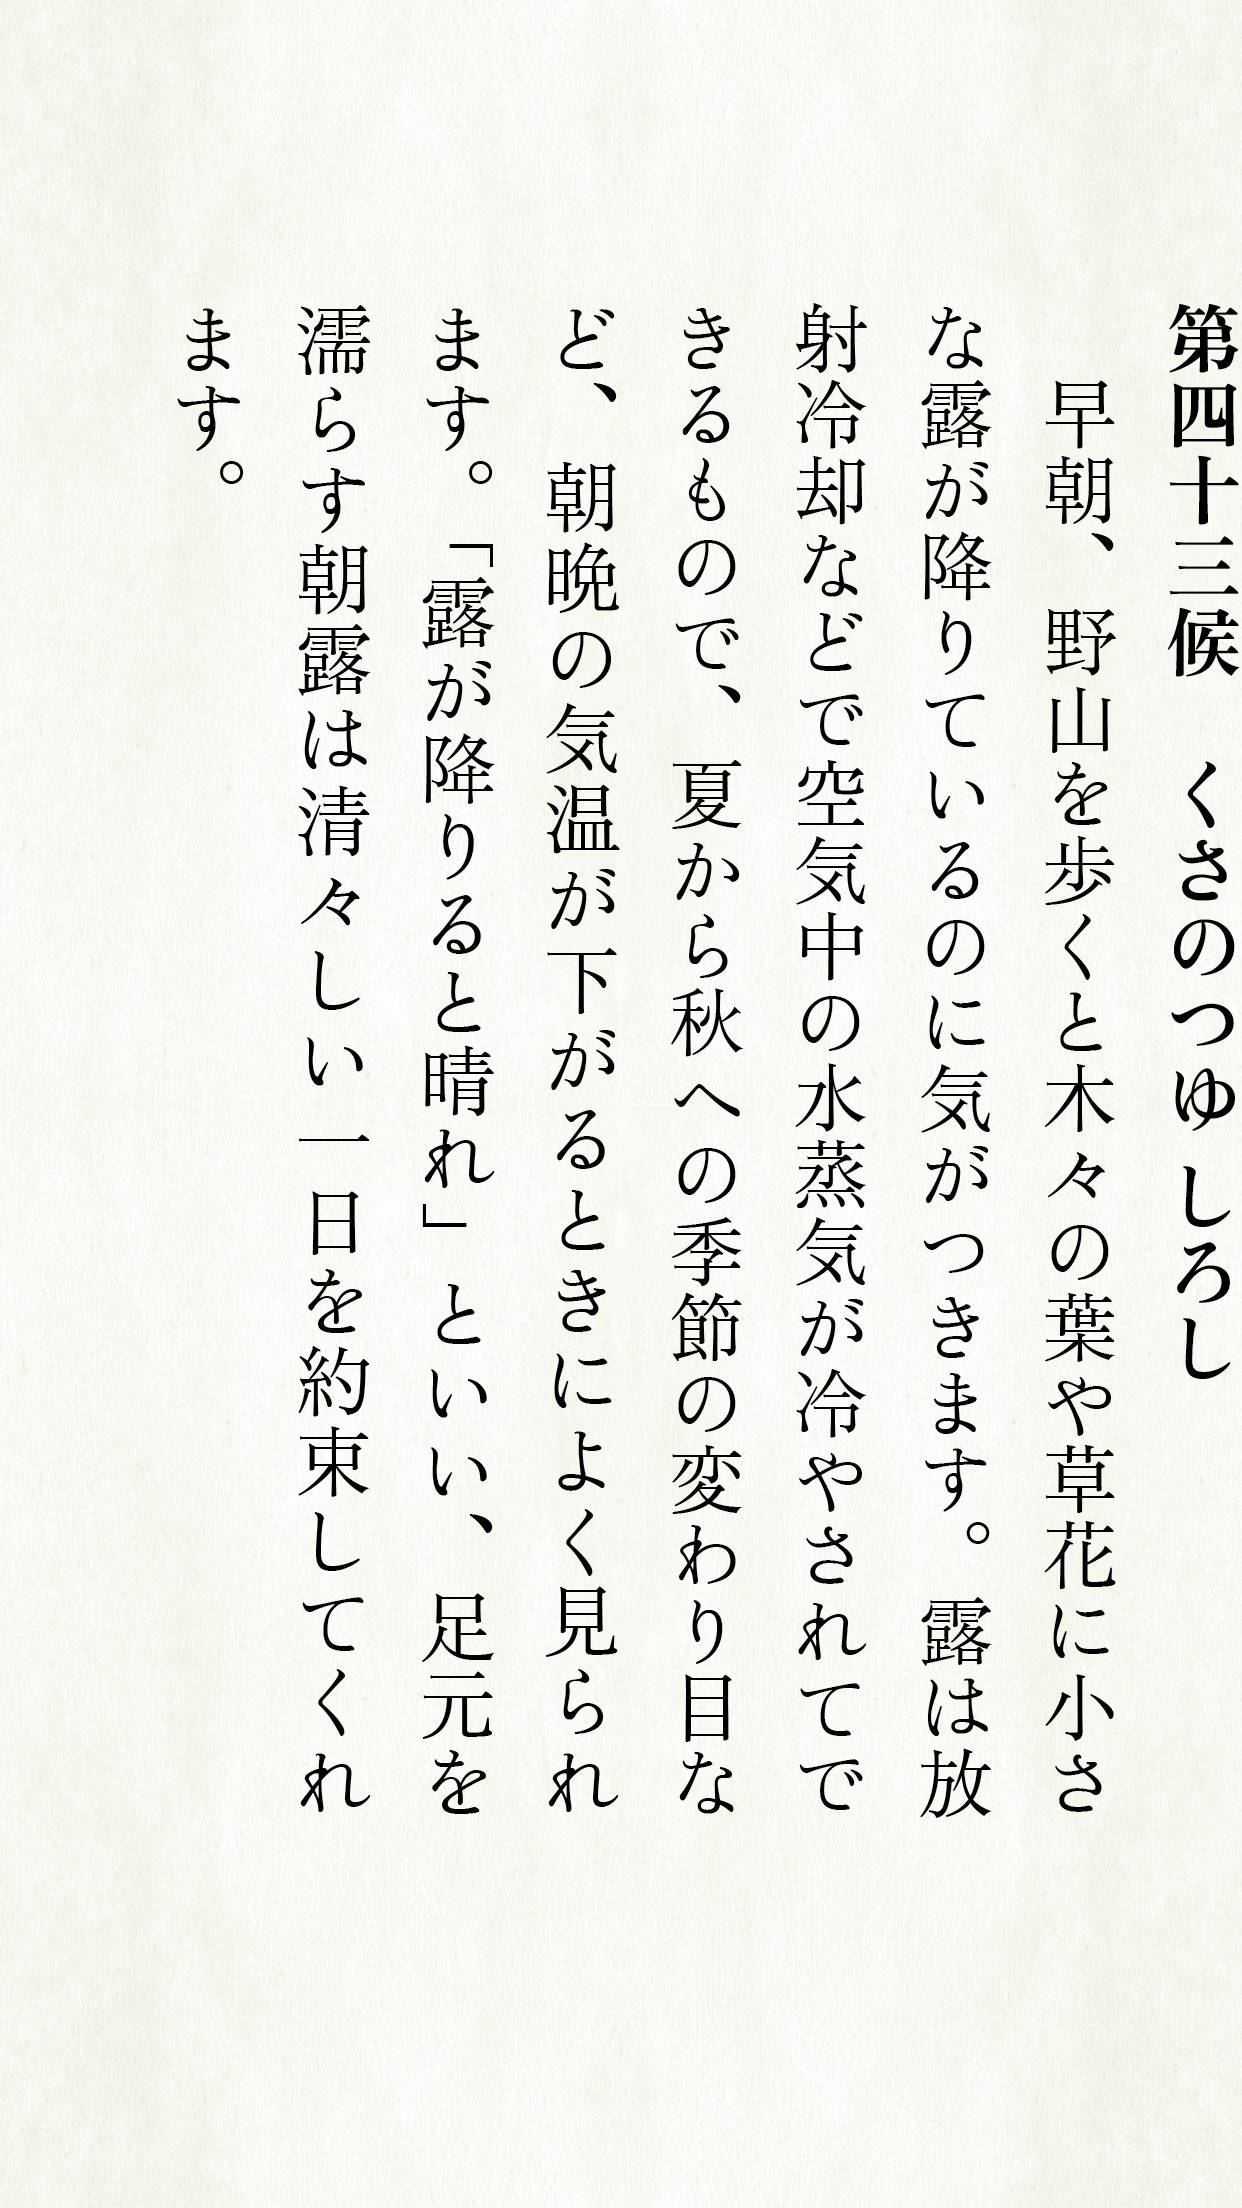 第四十三候　くさのつゆ しろし
　早朝、野山を歩くと木々の葉や草花に小さ
な露が降りているのに気がつきます。露は放
射冷却などで空気中の水蒸気が冷やされてで
きるもので、夏から秋への季節の変わり目な
ど、朝晩の気温が下がるときによく見られ
ます。「露が降りると晴れ」といい、足元を
濡らす朝露は清々しい一日を約束してくれ
ます。